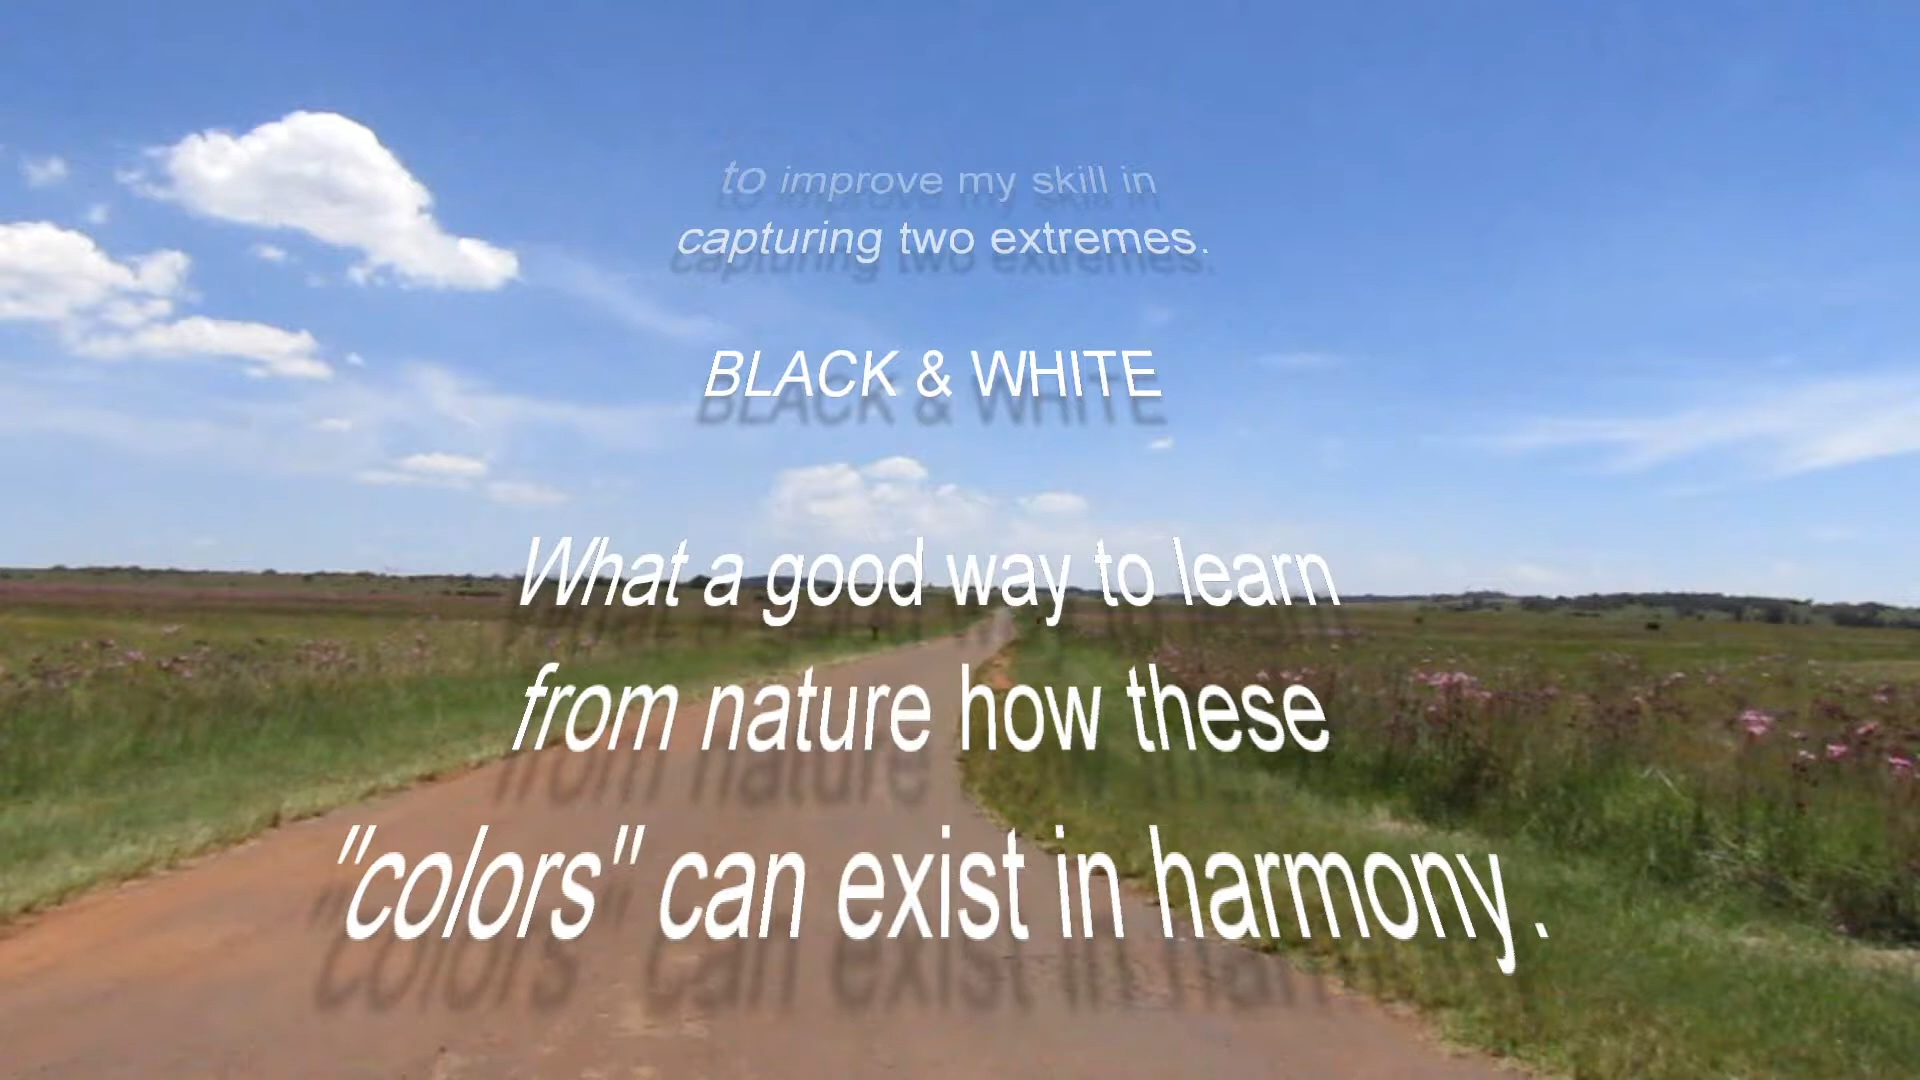 to improve my skill in
capturing two extremes.
BLACK & WHITE
What a good way to learn
from nature how these
"colors" can exist in harmony.